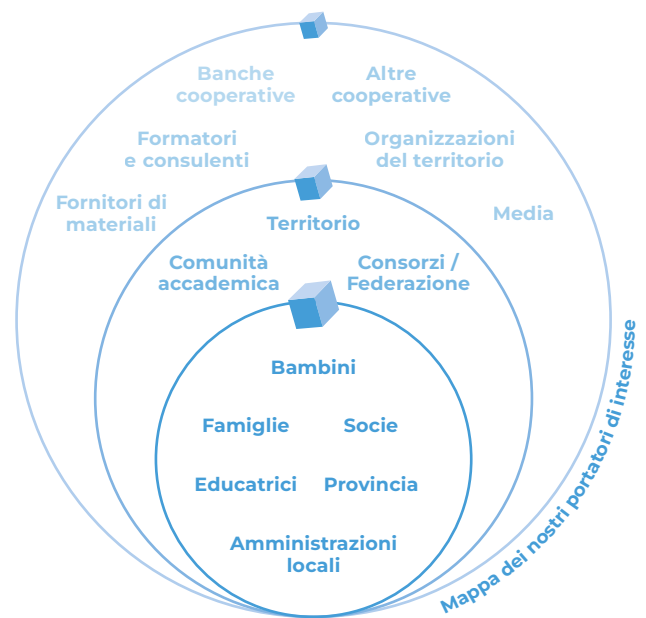 Banche
cooperative
Altre
cooperative
Formatori
e consulenti
Organizzazioni
del territorio
Fornitori di
materiali
Media
Territorio
Comunità
accademica
Consorzi /
Federazione
Bambini
Famiglie
Socie
Educatrici
Provincia
Amministrazioni
locali
Mappa dei nostri portatori di interesse